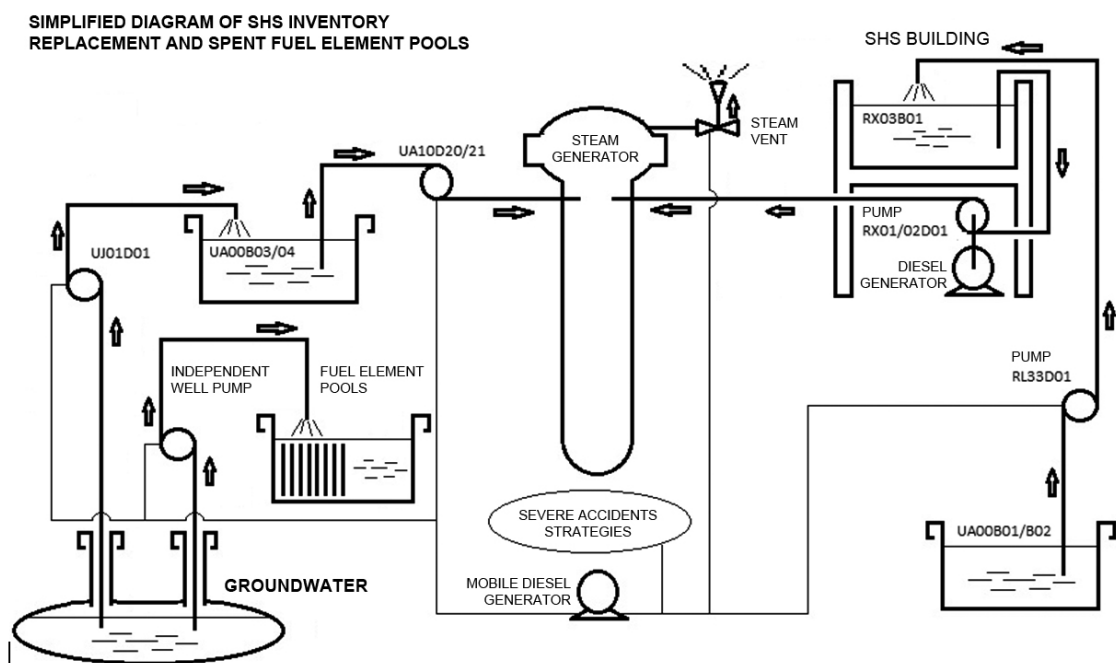 SIMPLIFIED DIAGRAM OF SHS INVENTORY
REPLACEMENT AND SPENT FUEL ELEMENT POOLS
SHS BUILDING
RX03B01
STEAM
VENT
STEAM
GENERATOR
UA10D20/21
UJ01D01
UA00B03/04
PUMP
RX01/02D01
DIESEL
GENERATOR
INDEPENDENT
WELL PUMP
FUEL ELEMENT
POOLS
PUMP
RL33D01
SEVERE ACCIDENTS
STRATEGIES
UA00B01/B02
MOBILE DIESEL
GENERATOR
GROUNDWATER